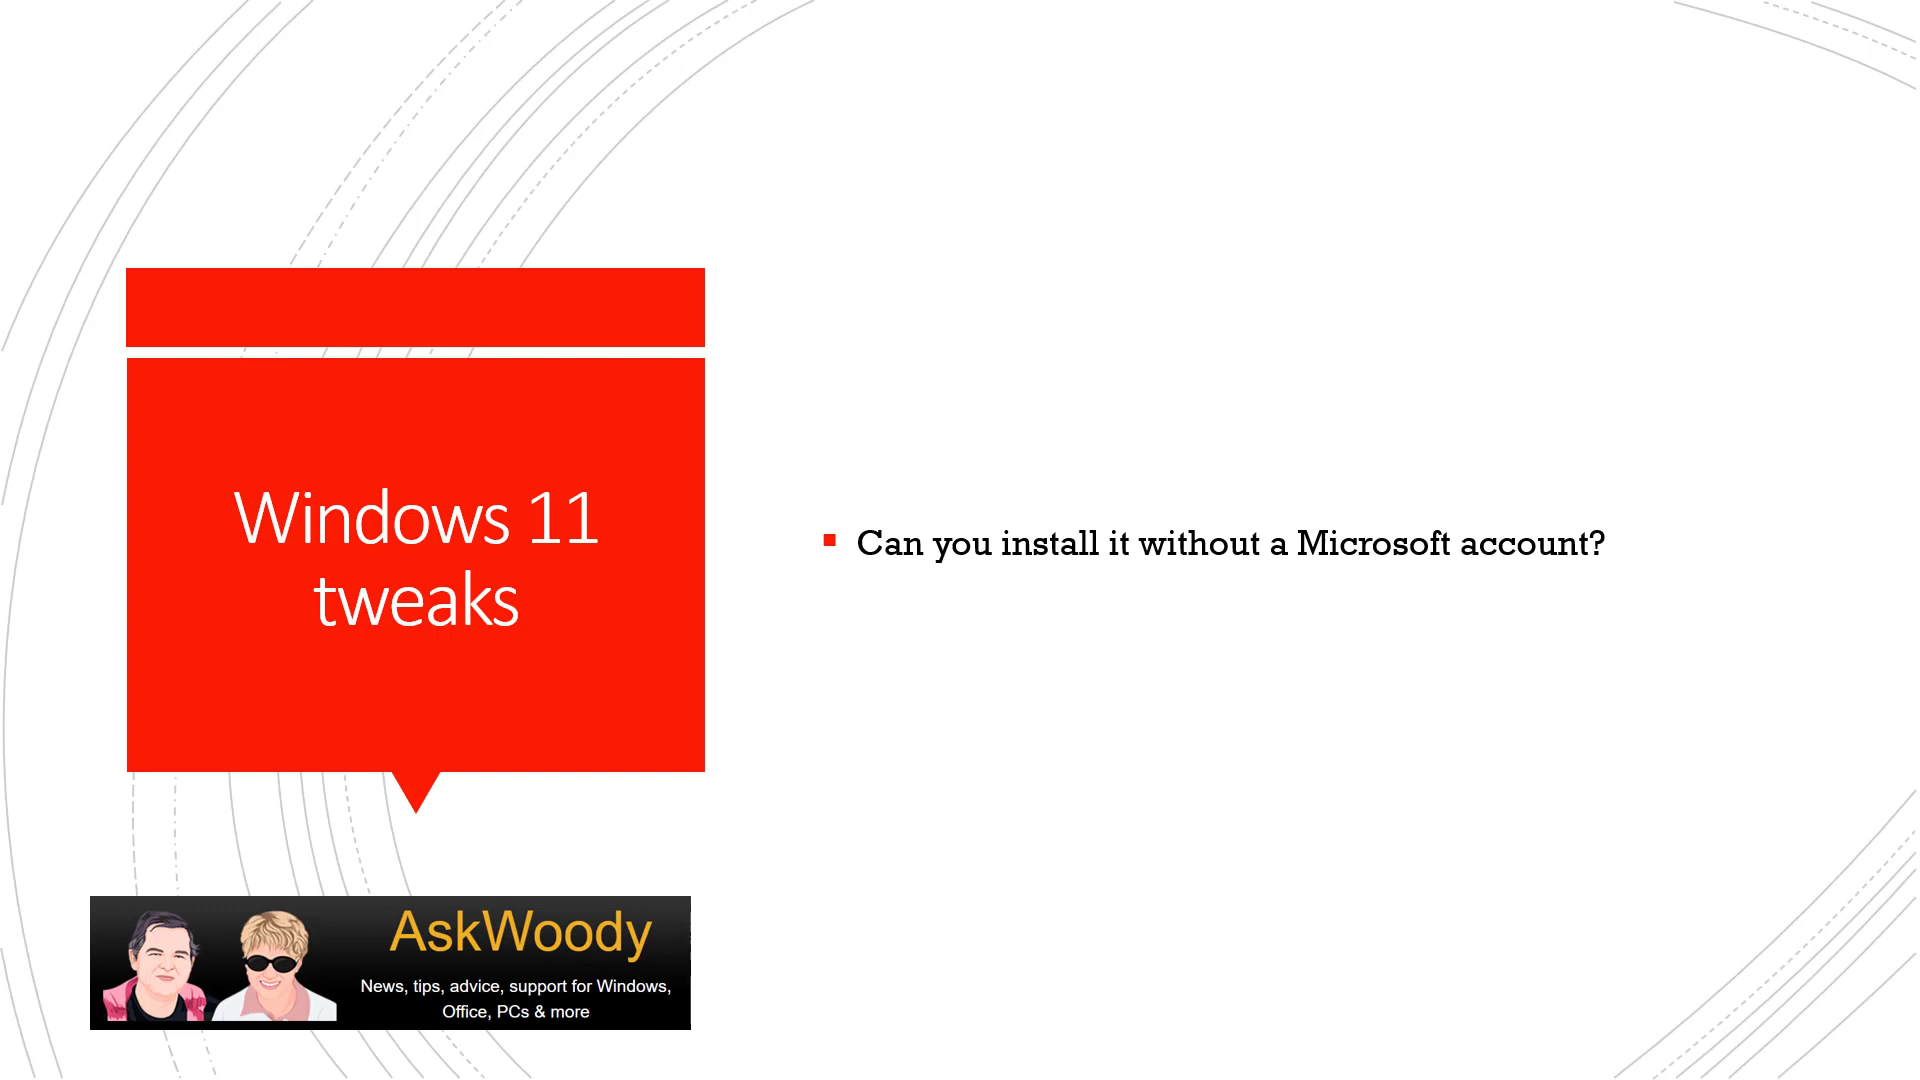 Windows 11
tweaks
Can you install it without a Microsoft account?
AskWoody
News, tips, advice, support for Windows,
Office, PCs & more